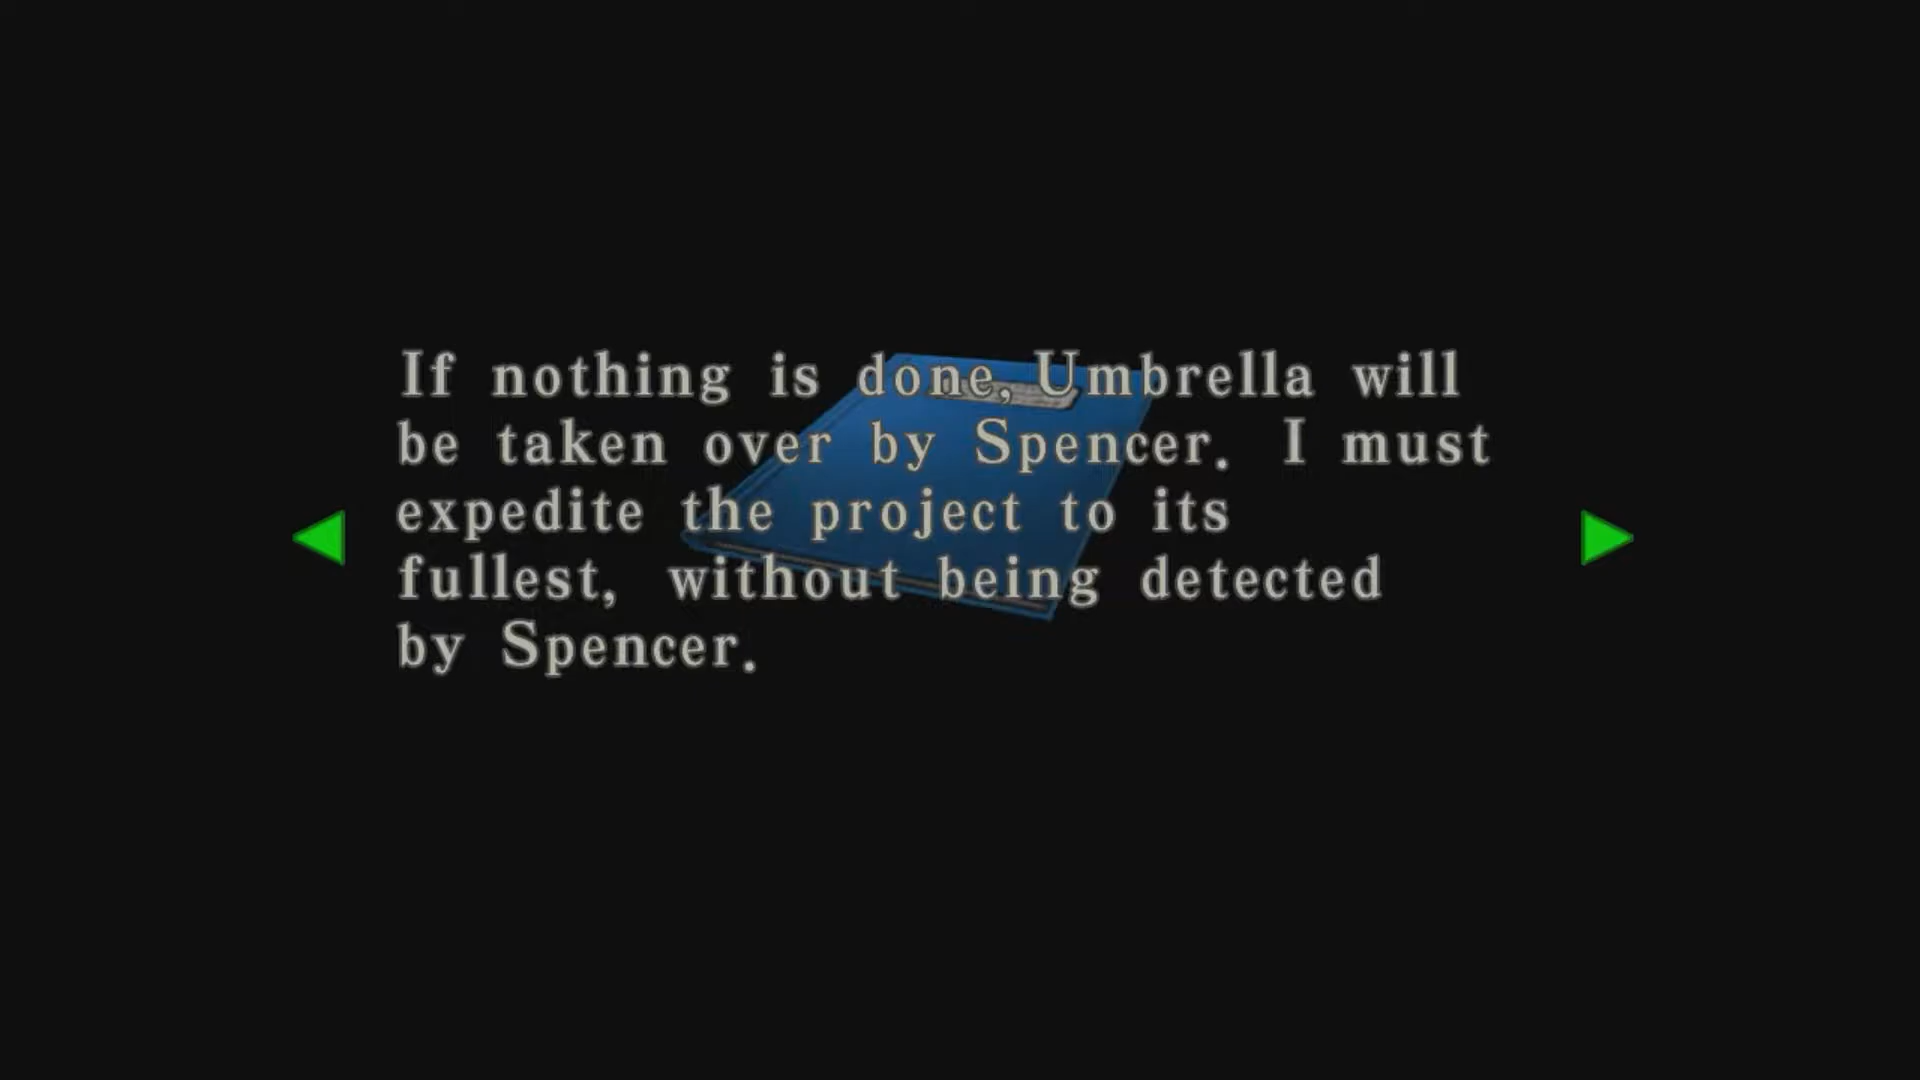 If nothing is done, Umbrella will
be taken over by Spencer. I must
expedite the project to its
fullest, without being detected
by Spencer.